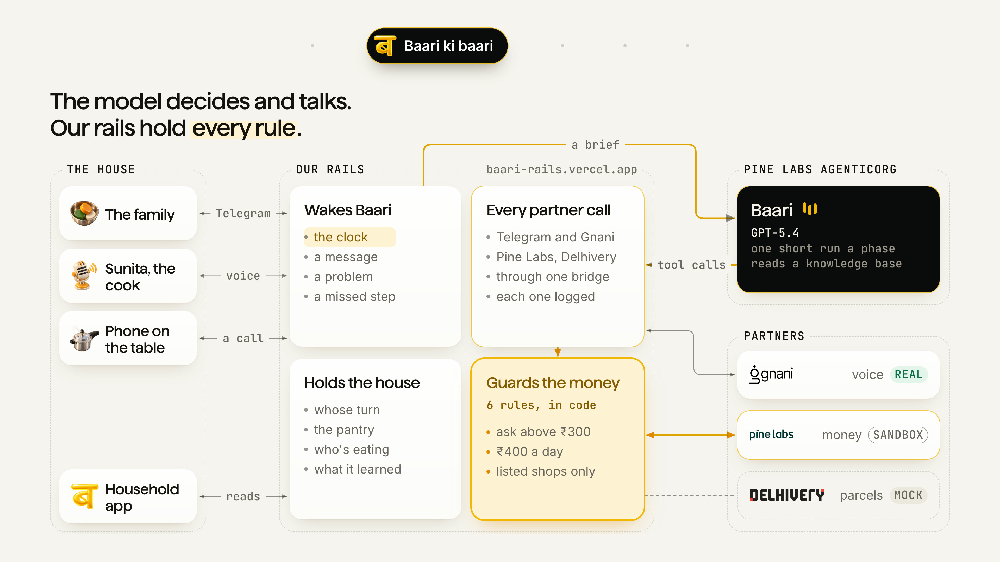 ब Baari ki baari
The model decides and talks.
Our rails hold every rule.
a brief
THE HOUSE
The family
Sunita, the
cook
Phone on
the table
ब Household
app
Telegram
voice
a call
reads
OUR RAILS
baari-rails.vercel.app
Wakes Baari
• the clock
• a message
• a problem
• a missed step
Every partner call
• Telegram and Gnani
• Pine Labs, Delhivery
• through one bridge
• each one logged
Holds the house
• whose turn
• the pantry
• who's eating
• what it learned
Guards the money
6 rules, in code
• ask above ₹300
• ₹400 a day
• listed shops only
tool calls
PINE LABS AGENTICORG
Baari
GPT-5.4
one short run a phase
reads a knowledge base
PARTNERS
gnani voice REAL
pine labs money SANDBOX
DELHIVERY parcels MOCK